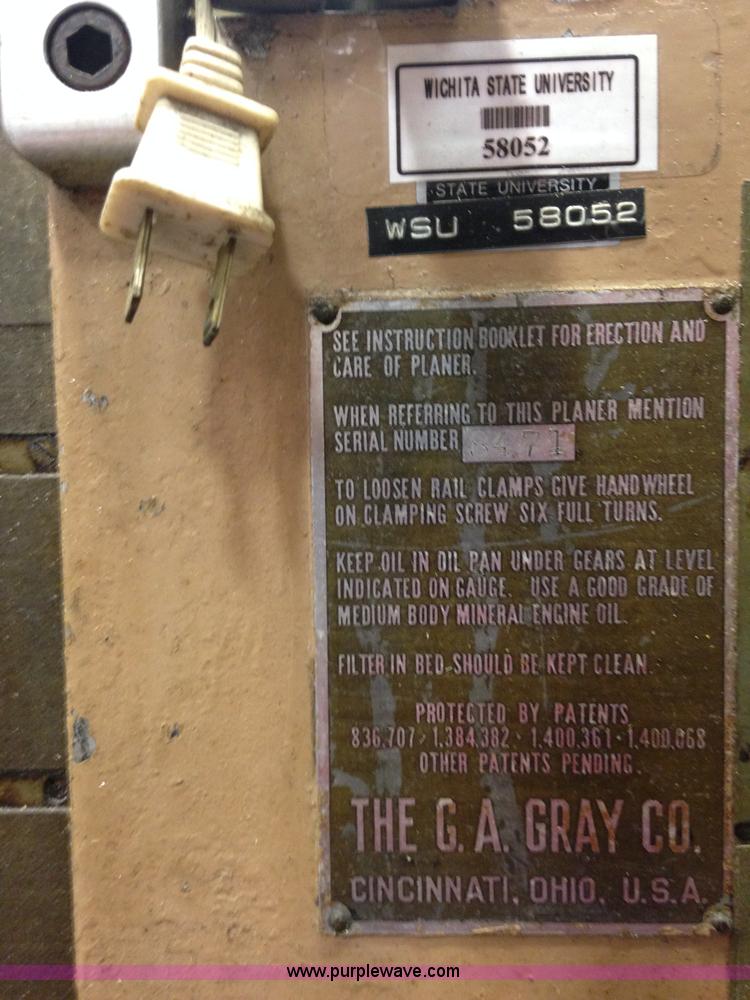 WICHITA STATE UNIVERSITY
58052
STATE UNIVERSITY
WSU 58052
SEE INSTRUCTION BOOKLET FOR ERECTION AND
CARE OF PLANER.
WHEN REFERRING TO THIS PLANER MENTION
SERIAL NUMBER
TO LOOSEN RAIL CLAMPS GIVE HANDWHEEL
ON CLAMPING SCREW SIX FULL TURNS.
KEEP OIL IN OIL PAN UNDER GEARS AT LEVEL
INDICATED ON GAUGE. USE A GOOD GRADE OF
MEDIUM BODY MINERAL ENGINE OIL.
FILTER IN BED SHOULD BE KEPT CLEAN.
PROTECTED BY PATENTS
836,707 · 1,384,382 · 1,400,361 · 1,400,068
OTHER PATENTS PENDING.
THE G. A. GRAY CO.
CINCINNATI, OHIO, U.S.A.
www.purplewave.com